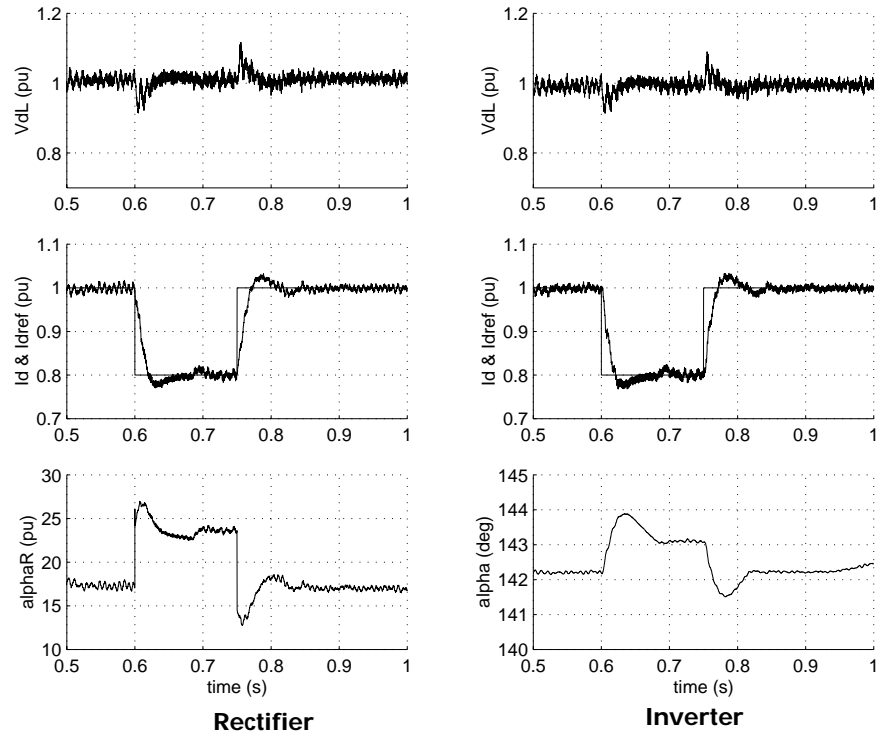 1.2
1
0.8
VdL (pu)
0.5 0.6 0.7 0.8 0.9 1
1.1
1
0.9
0.8
0.7
Id & Idref (pu)
0.5 0.6 0.7 0.8 0.9 1
30
25
20
15
10
alphaR (pu)
0.5 0.6 0.7 0.8 0.9 1
time (s)
Rectifier
1.2
1
0.8
VdL (pu)
0.5 0.6 0.7 0.8 0.9 1
1.1
1
0.9
0.8
0.7
Id & Idref (pu)
0.5 0.6 0.7 0.8 0.9 1
145
144
143
142
141
140
alpha (deg)
0.5 0.6 0.7 0.8 0.9 1
time (s)
Inverter